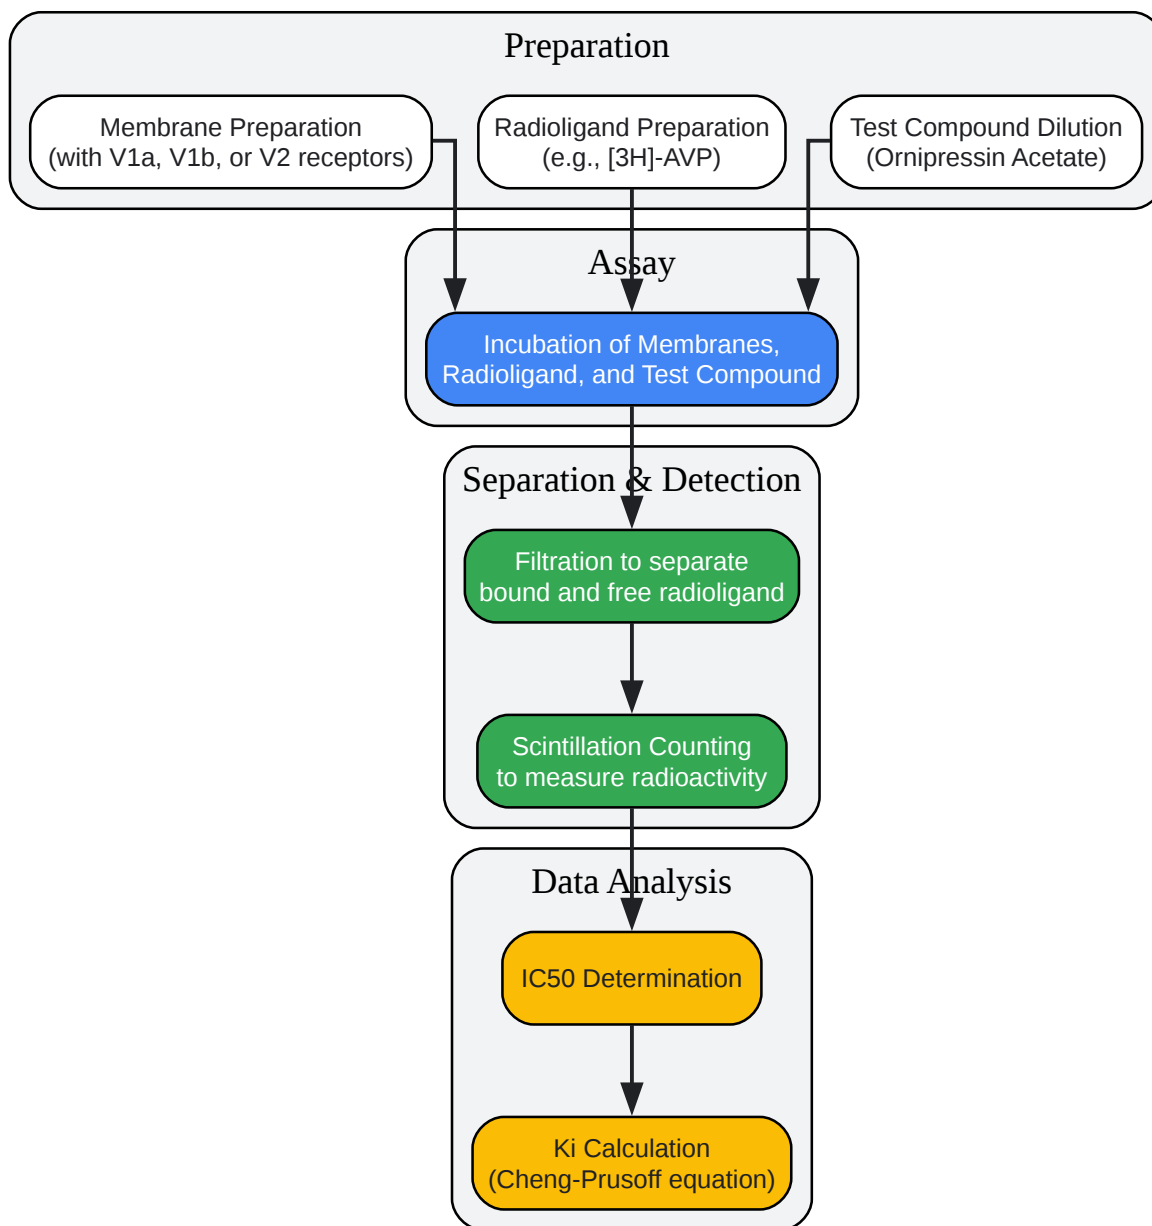 Preparation
Membrane Preparation
(with V1a, V1b, or V2 receptors)
Radioligand Preparation
(e.g., [3H]-AVP)
Test Compound Dilution
(Ornipressin Acetate)
Assay
Incubation of Membranes,
Radioligand, and Test Compound
Separation & Detection
Filtration to separate
bound and free radioligand
Scintillation Counting
to measure radioactivity
Data Analysis
IC50 Determination
Ki Calculation
(Cheng-Prusoff equation)